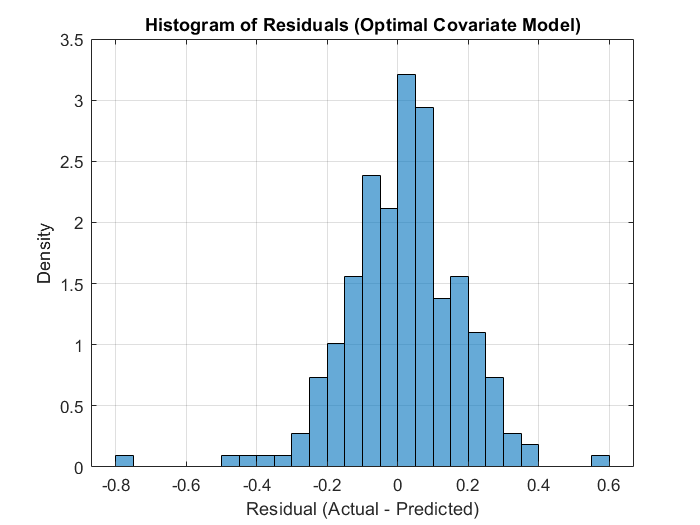 Histogram of Residuals (Optimal Covariate Model)
3.5
3
2.5
2
1.5
1
0.5
0
Density
-0.8 -0.6 -0.4 -0.2 0 0.2 0.4 0.6
Residual (Actual - Predicted)